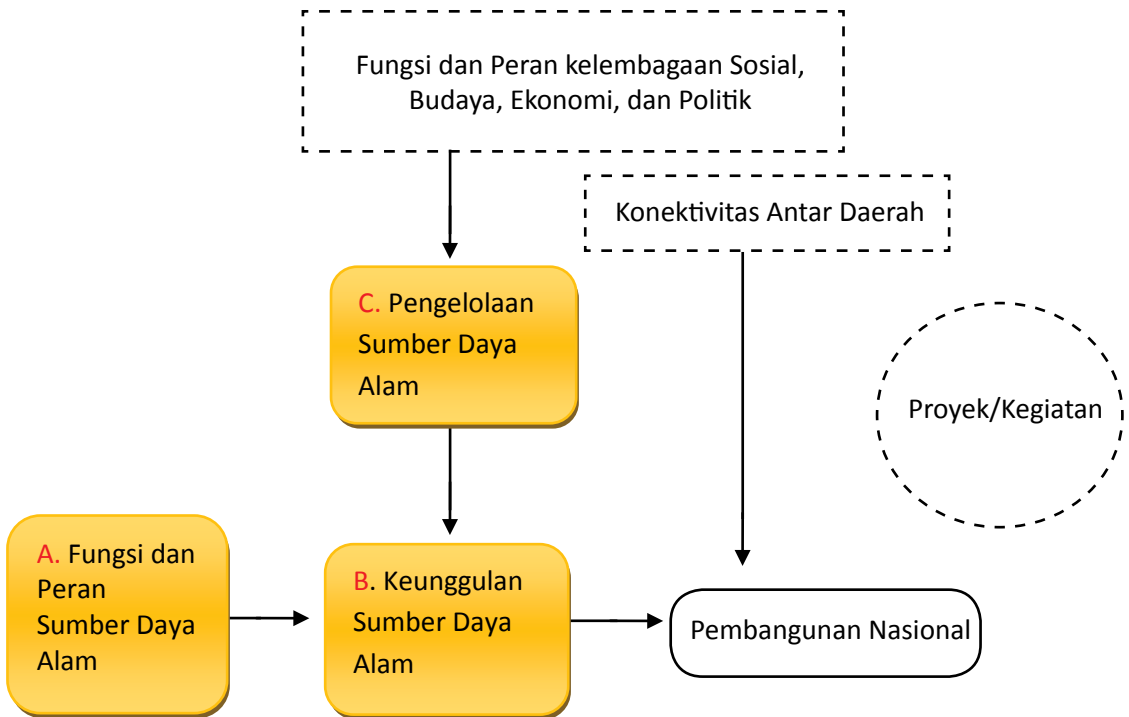 Fungsi dan Peran kelembagaan Sosial,
Budaya, Ekonomi, dan Politik
Konektivitas Antar Daerah
C. Pengelolaan
Sumber Daya
Alam
Proyek/Kegiatan
A. Fungsi dan
Peran
Sumber Daya
Alam
B. Keunggulan
Sumber Daya
Alam
Pembangunan Nasional